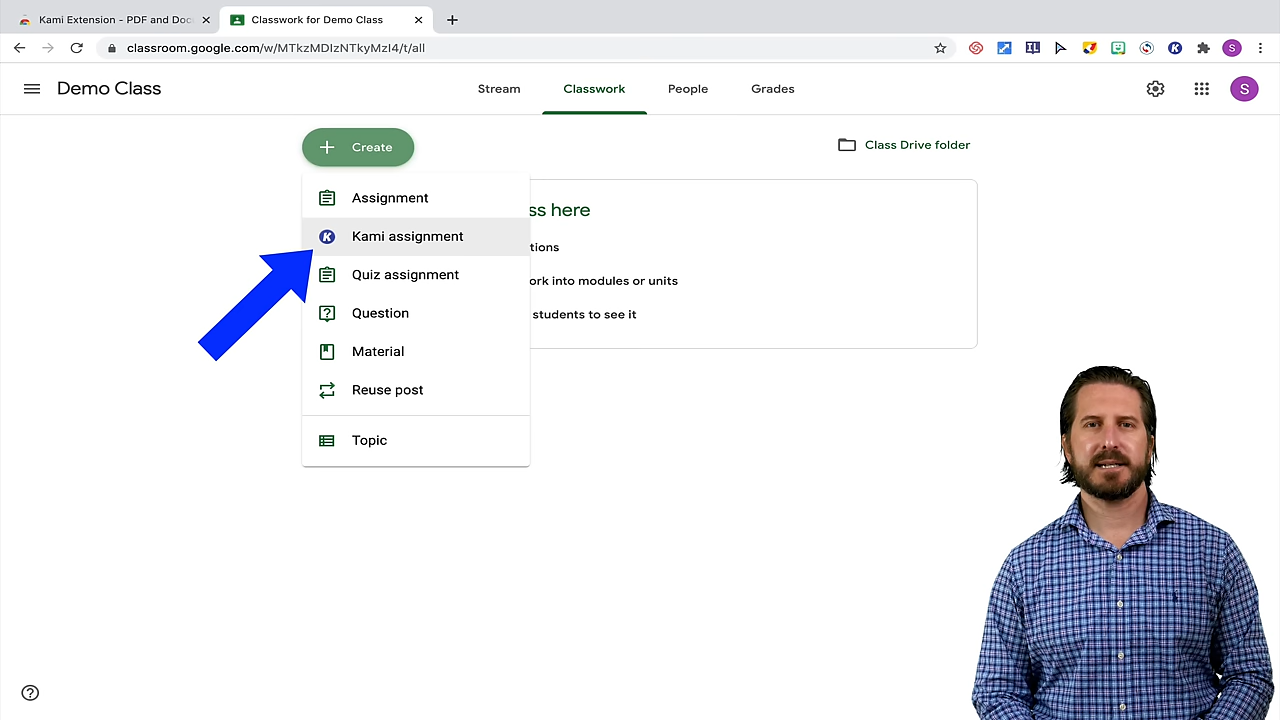 Kami Extension - PDF and Doc
Classwork for Demo Class
classroom.google.com/w/MTkzMDIzNTkyMzI4/t/all
S
Demo Class
Stream
Classwork
People
Grades
S
Create
Class Drive folder
Assignment
ss here
Kami assignment
tions
Quiz assignment
ork into modules or units
Question
students to see it
Material
Reuse post
Topic